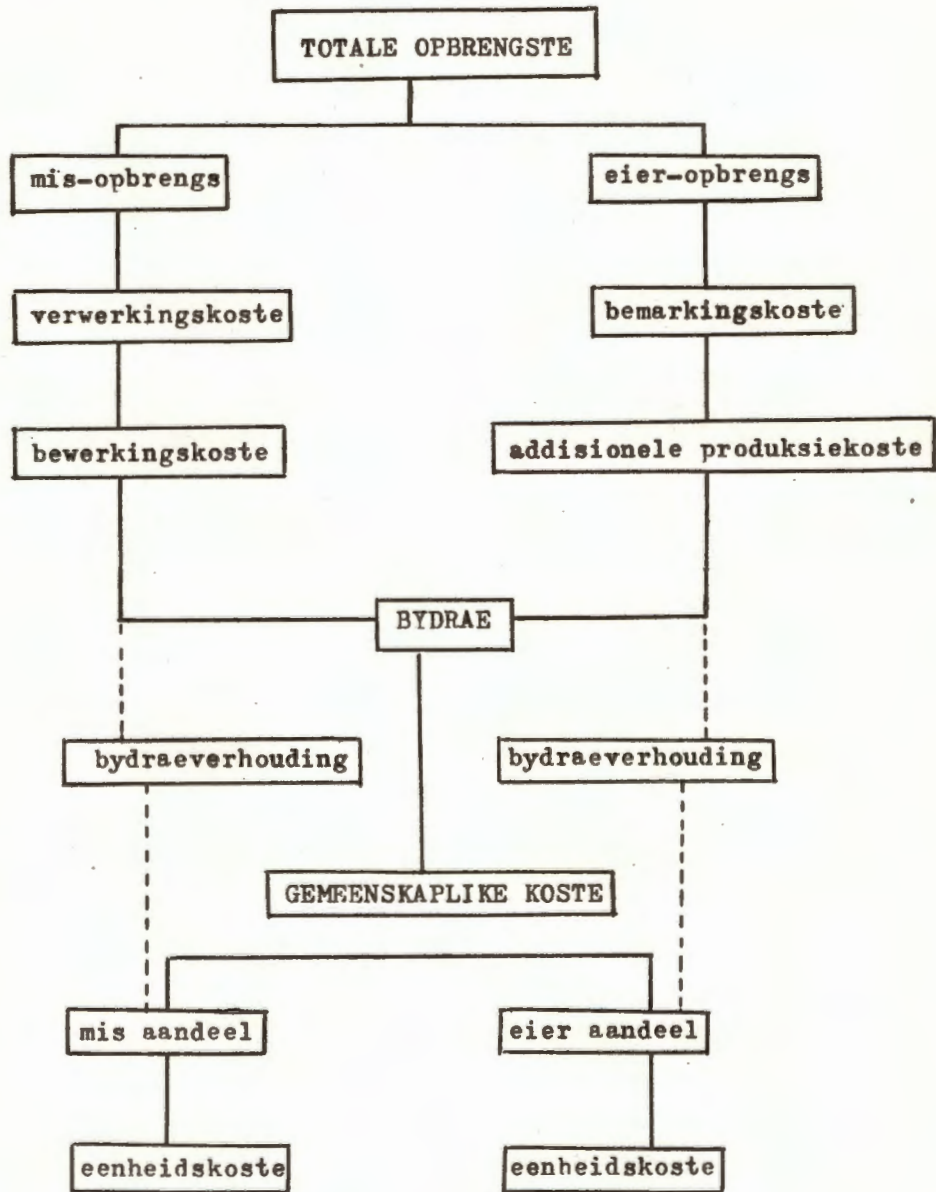 TOTALE OPBRENGSTE
mis-opbrengs
eier-opbrengs
verwerkingskoste
bemarkingskoste
bewerkingskoste
addisionele produksiekoste
BYDRAE
bydraeverhouding
bydraeverhouding
GEMEENSKAPLIKE KOSTE
mis aandeel
eier aandeel
eenheidskoste
eenheidskoste